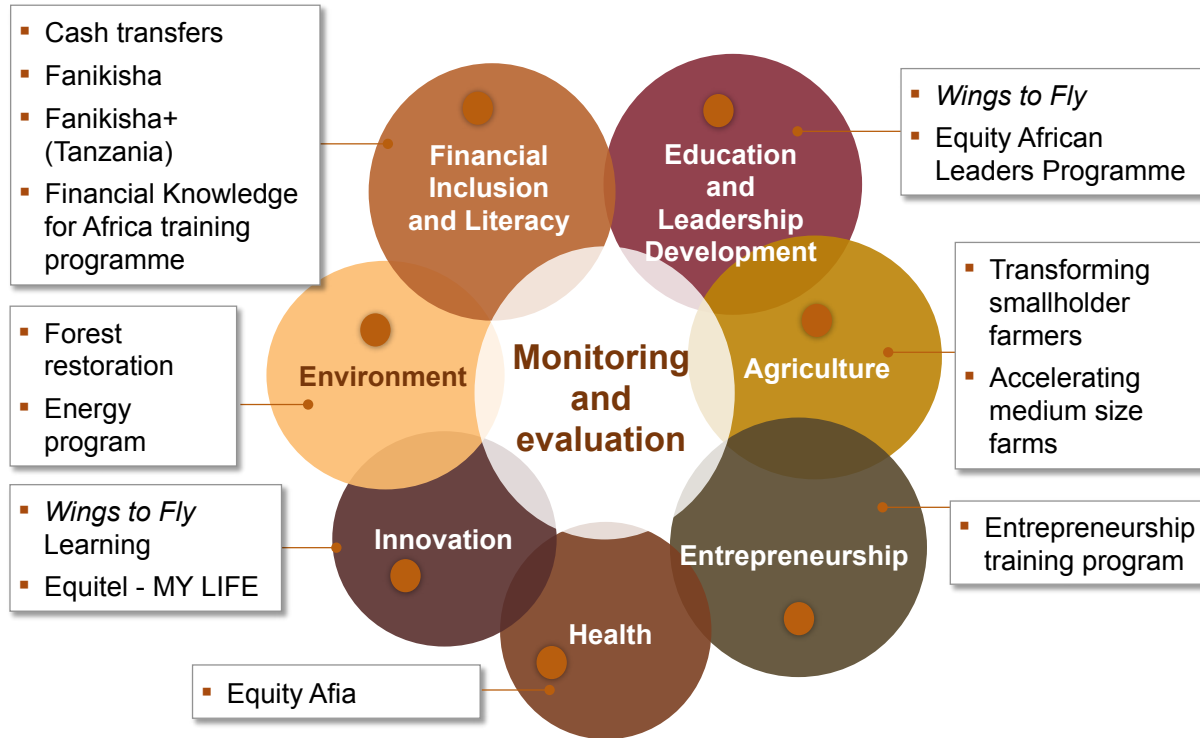 ▪ Cash transfers
▪ Fanikisha
▪ Fanikisha+
(Tanzania)
▪ Financial Knowledge
for Africa training
programme
Financial
Inclusion
and Literacy
Education
and
Leadership
Development
▪ Wings to Fly
▪ Equity African
Leaders Programme
▪ Forest
restoration
▪ Energy
program
Environment
Monitoring
and
evaluation
Agriculture
▪ Transforming
smallholder
farmers
▪ Accelerating
medium size
farms
▪ Wings to Fly
Learning
▪ Equitel - MY LIFE
Innovation
Entrepreneurship
▪ Entrepreneurship
training program
Health
▪ Equity Afia